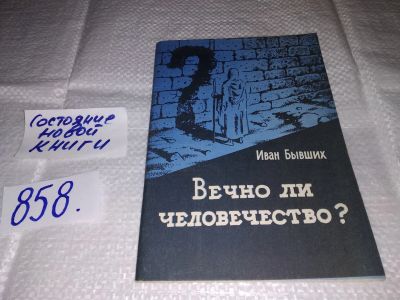 Состояние
новой
книги
858.
Иван Бывших
Вечно ли
человечество?